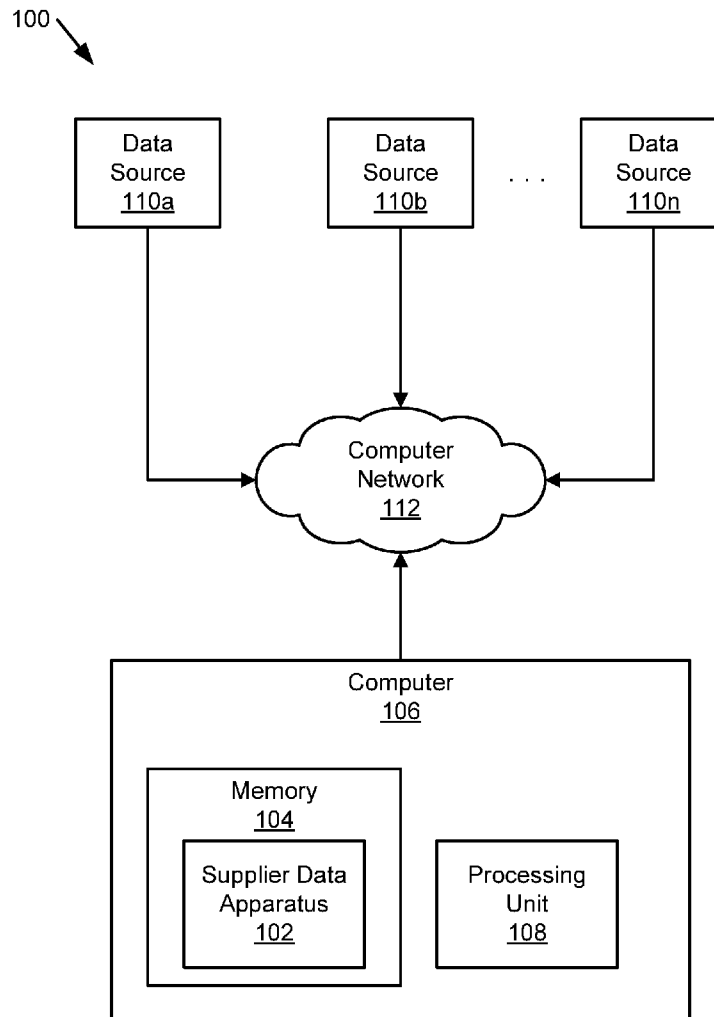 100
Data
Source
110a
Data
Source
110b
. . .
Data
Source
110n
Computer
Network
112
Computer
106
Memory
104
Supplier Data
Apparatus
102
Processing
Unit
108